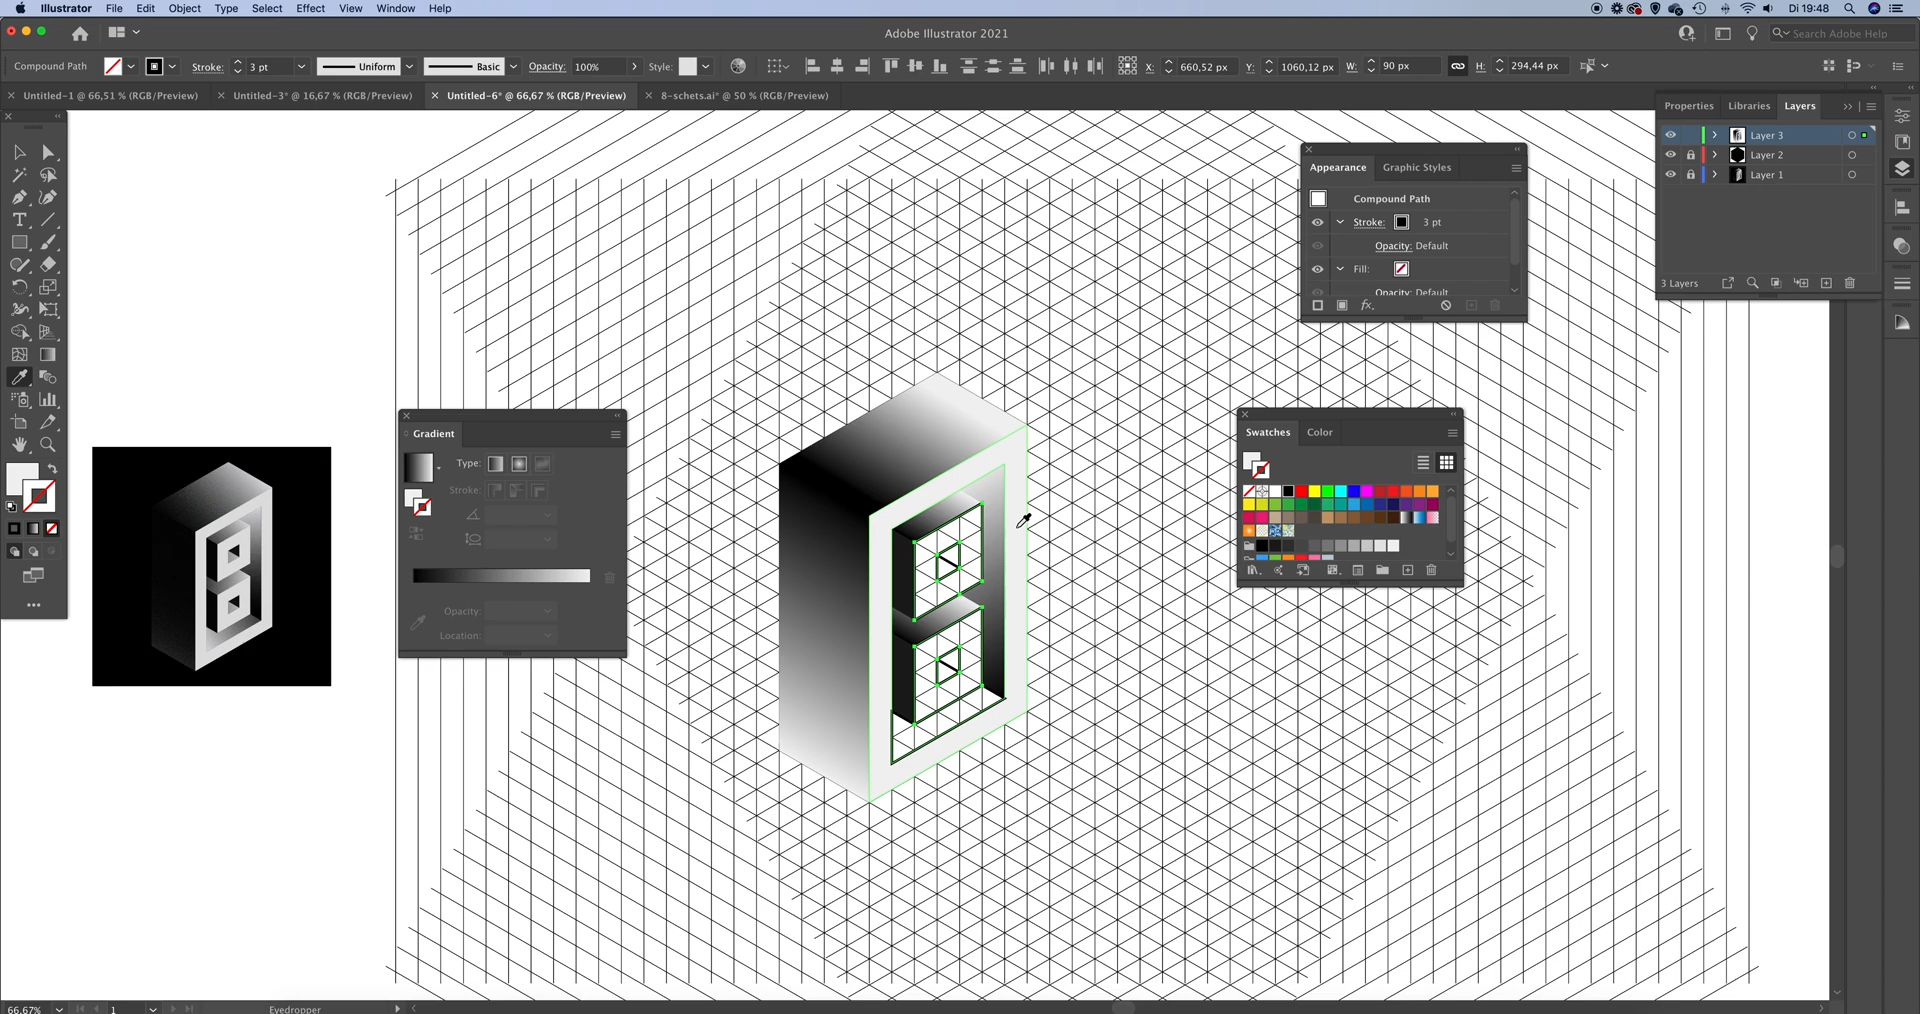 Illustrator File Edit Object Type Select Effect View Window Help Di 19:48
Adobe Illustrator 2021 Search Adobe Help
Compound Path Stroke: 3 pt Uniform Basic Opacity: 100% Style: X: 660,52 px Y: 1060,12 px W: 90 px H: 294,44 px
Untitled-1 @ 66,51 % (RGB/Preview) Untitled-3* @ 16,67 % (RGB/Preview) Untitled-6* @ 66,67 % (RGB/Preview) 8-schets.ai* @ 50 % (RGB/Preview)
Properties Libraries Layers
Layer 3
Layer 2
Layer 1
3 Layers
Appearance Graphic Styles
Compound Path
Stroke: 3 pt
Opacity: Default
Fill:
Opacity: Default
Gradient
Type:
Stroke:
Opacity:
Location:
Swatches Color
66,67% 1 Eyedropper